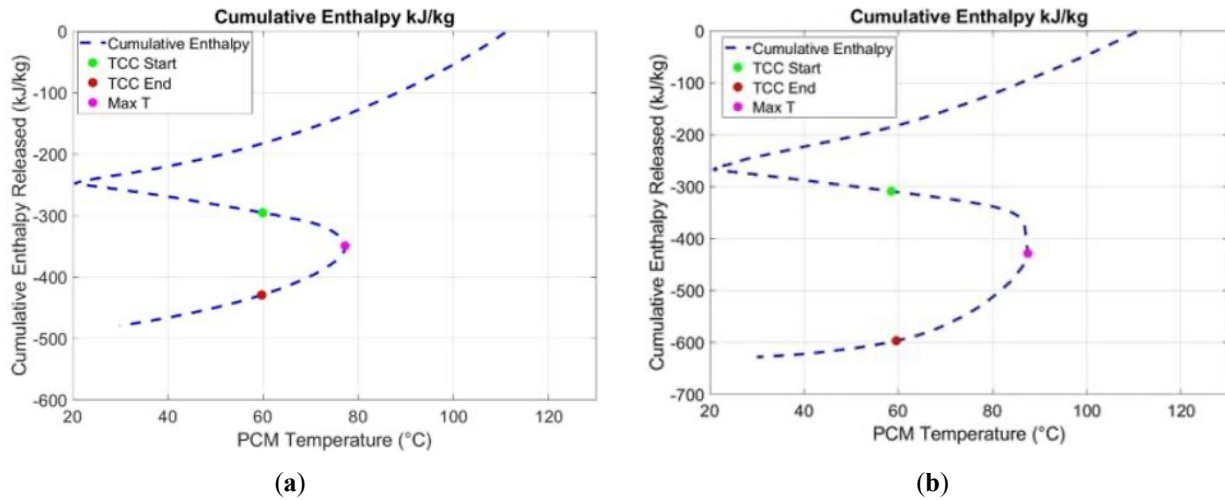 Cumulative Enthalpy kJ/kg
Cumulative Enthalpy Released (kJ/kg)
0
-100
-200
-300
-400
-500
-600
Cumulative Enthalpy
TCC Start
TCC End
Max T
20
40
60
80
100
120
PCM Temperature (°C)
(a)
Cumulative Enthalpy kJ/kg
Cumulative Enthalpy Released (kJ/kg)
0
-100
-200
-300
-400
-500
-600
-700
Cumulative Enthalpy
TCC Start
TCC End
Max T
20
40
60
80
100
120
PCM Temperature (°C)
(b)